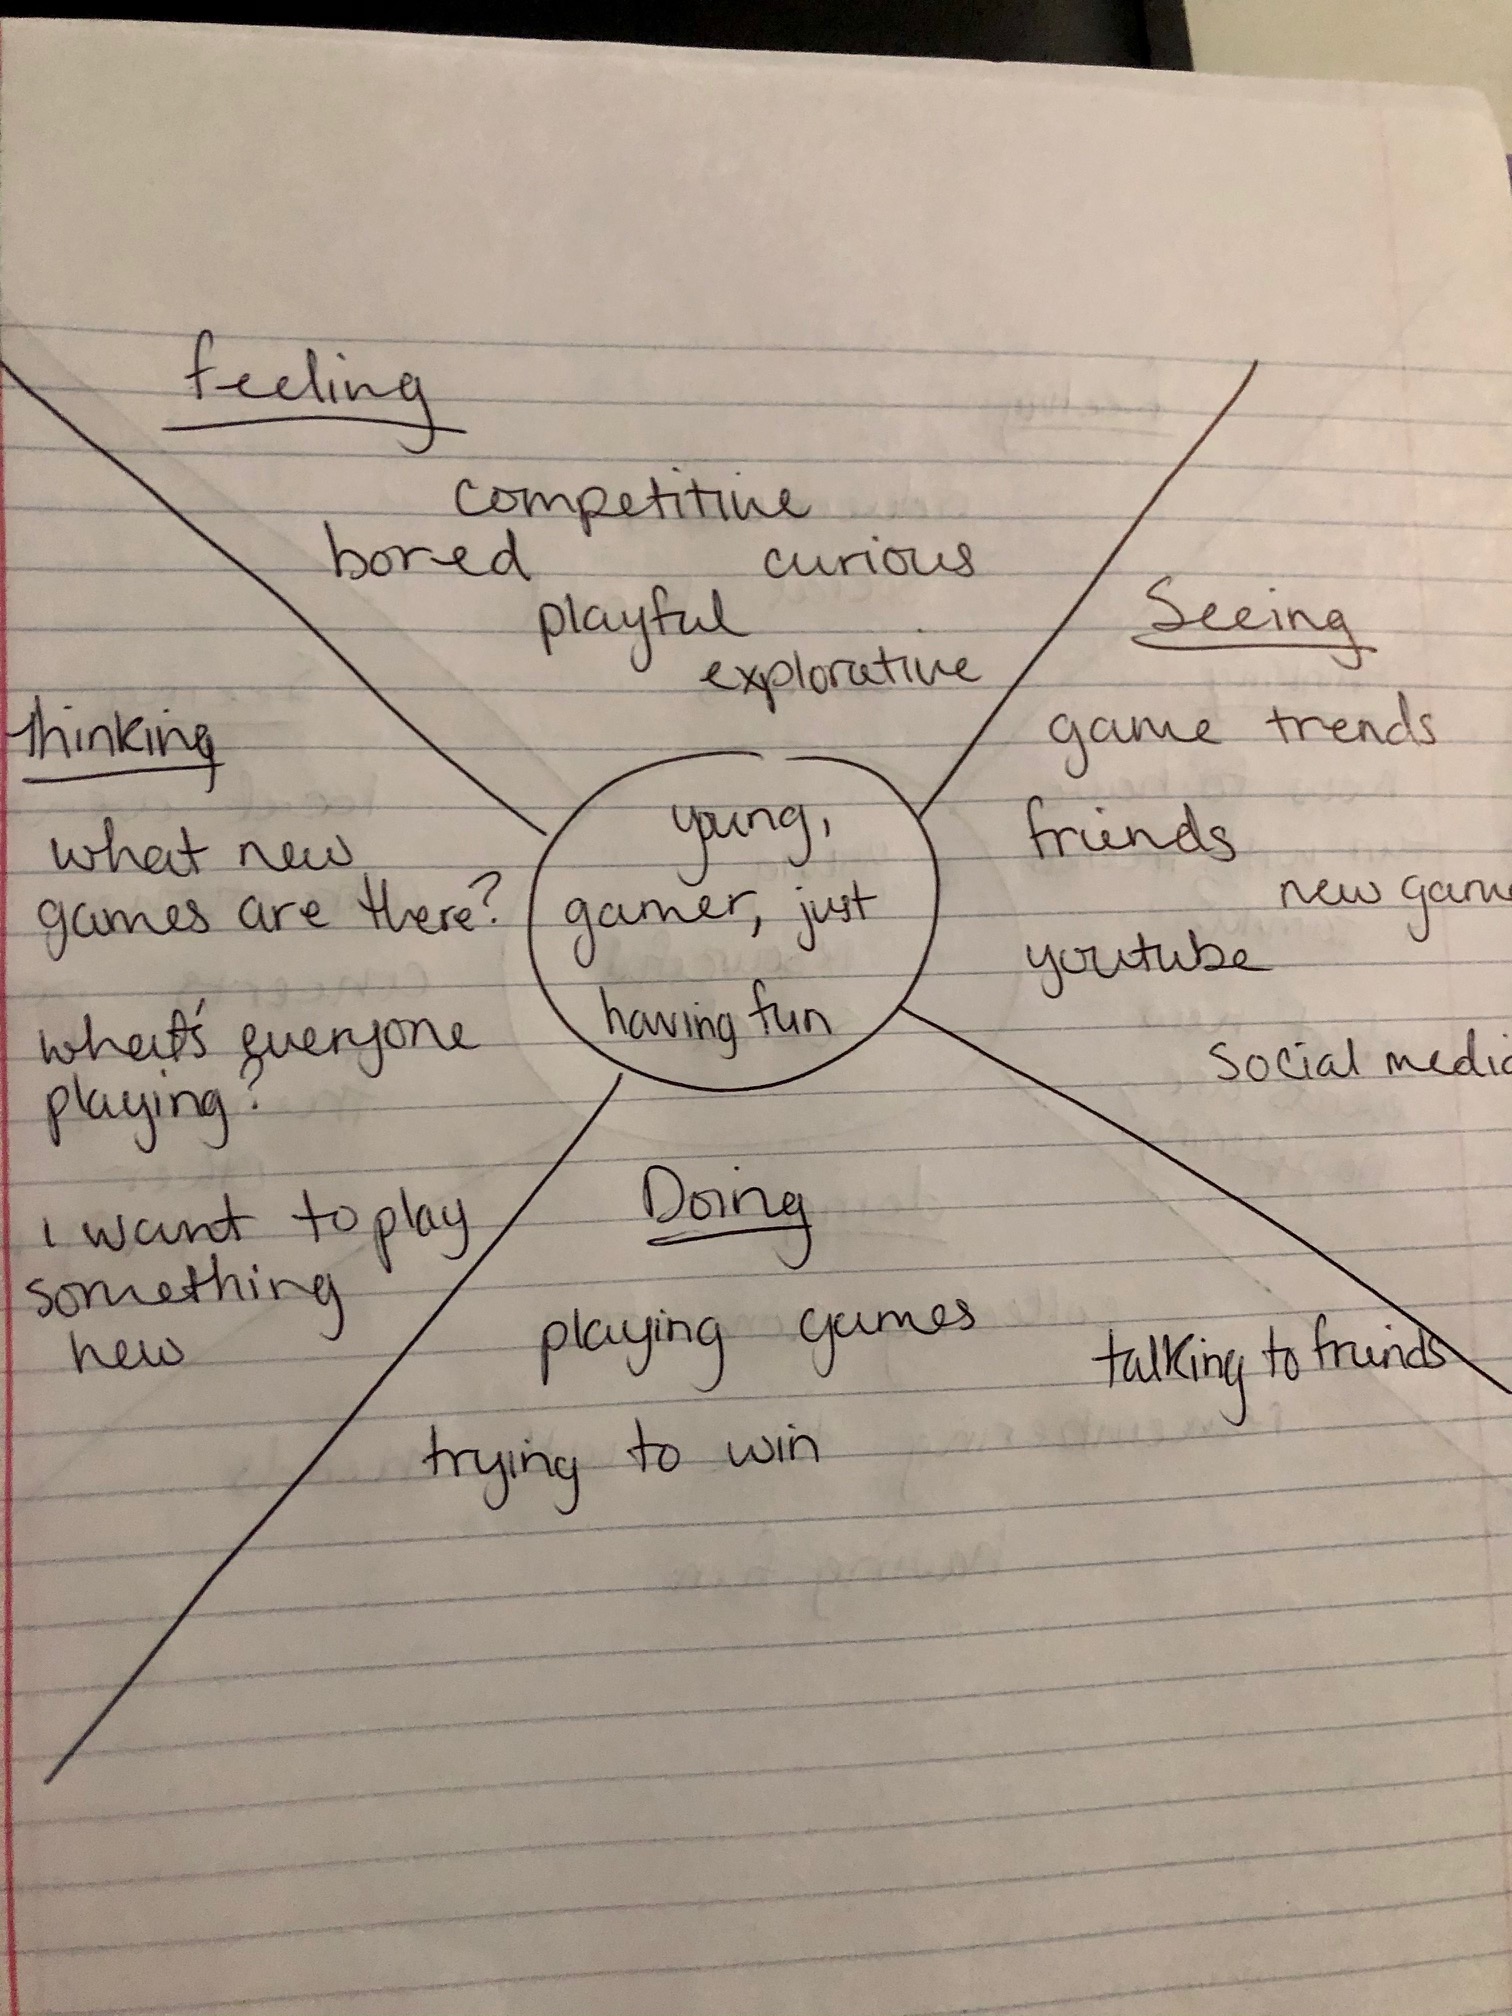 feeling
competitive
bored curious
playful
explorative
Seeing
game trends
friends
new game
youtube
social media
thinking
what new
games are there?
what's everyone
playing?
i want to play
something
new
young,
gamer, just
having fun
Doing
playing games
talking to friends
trying to win